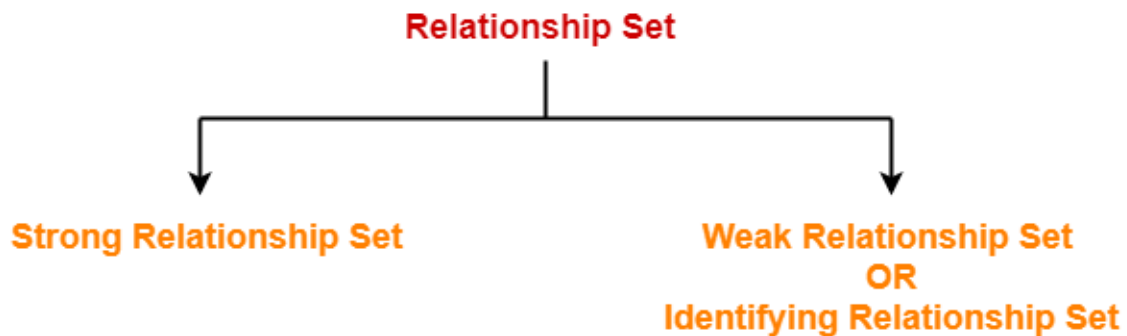 Relationship Set
Strong Relationship Set
Weak Relationship Set
OR
Identifying Relationship Set